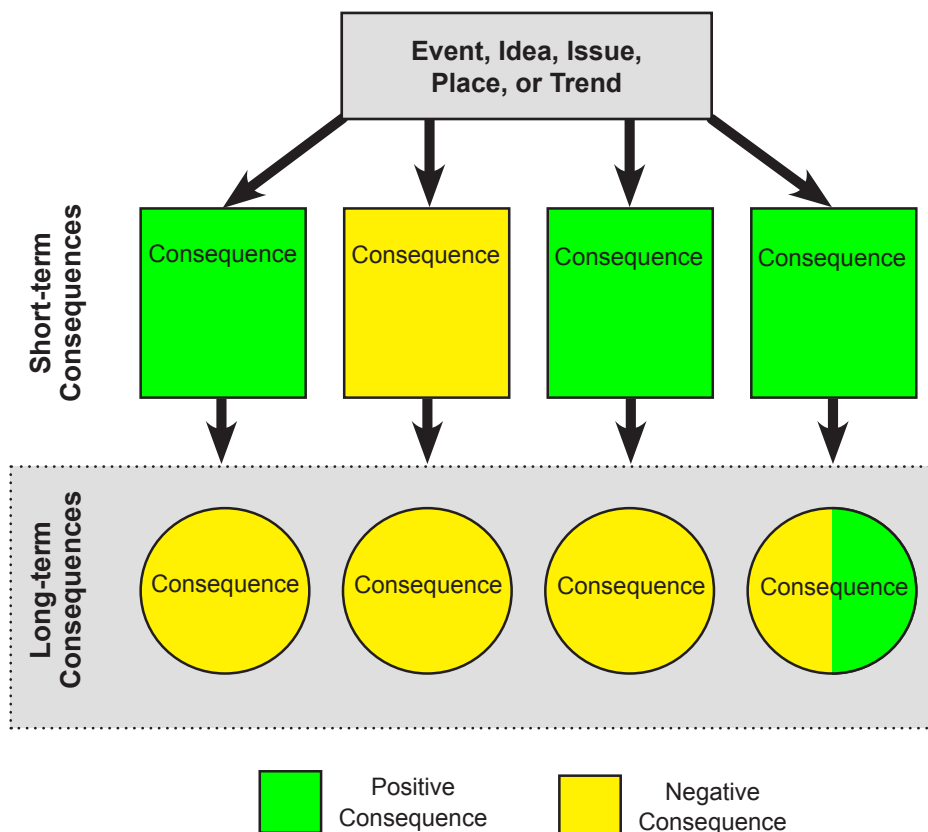 Event, Idea, Issue,
Place, or Trend
Short-term
Consequences
Consequence
Consequence
Consequence
Consequence
Long-term
Consequences
Consequence
Consequence
Consequence
Consequence
Positive
Consequence
Negative
Consequence